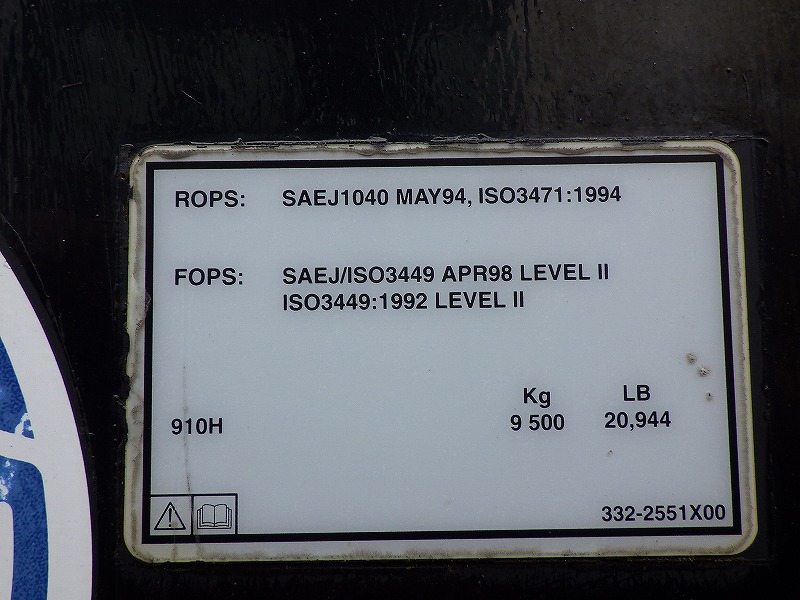 ROPS: SAEJ1040 MAY94, ISO3471:1994
FOPS: SAEJ/ISO3449 APR98 LEVEL II
ISO3449:1992 LEVEL II
Kg LB
910H 9 500 20,944
332-2551X00